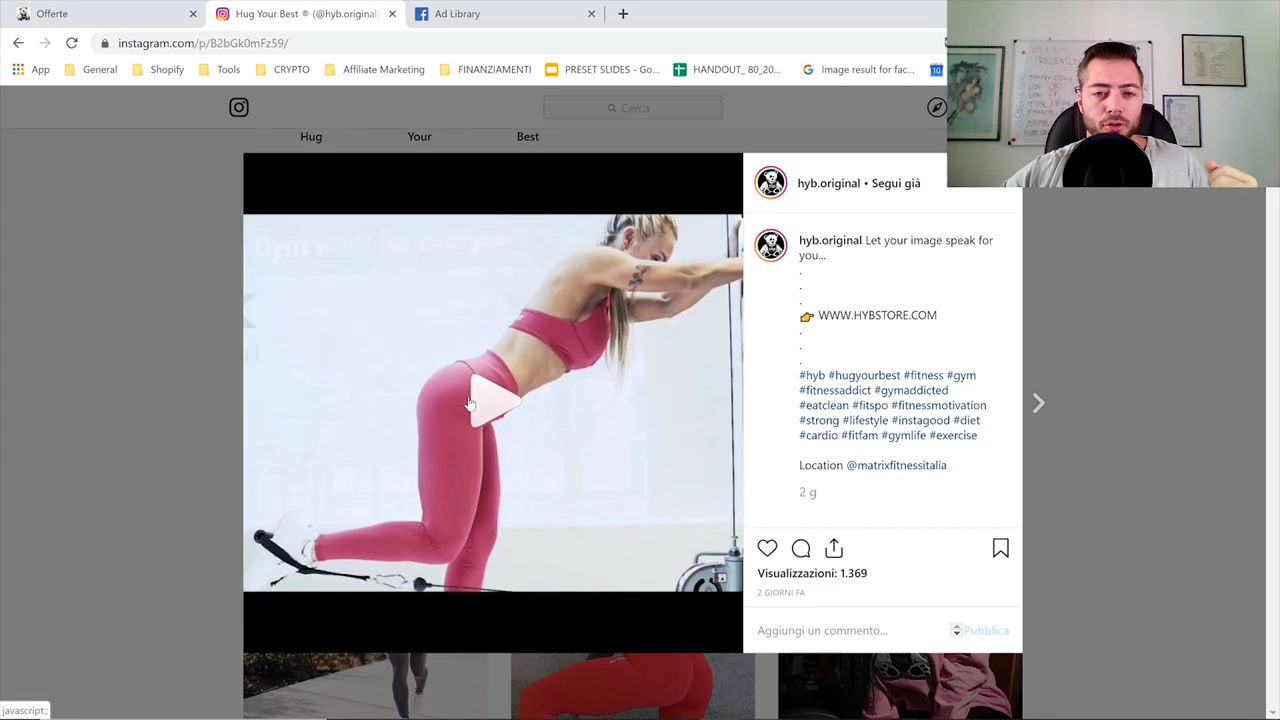 Offerte
Hug Your Best ® (@hyb.original)
Ad Library
instagram.com/p/B2bGk0mFz59/
App
General
Shopify
Tools
CRYPTO
Affiliate Marketing
FINANZIAMENTI
PRESET SLIDES - Go...
HANDOUT_ 80_20...
Image result for fac...
10
Cerca
Hug Your Best
hyb.original • Segui già
hyb.original Let your image speak for
you...
.
.
.
👉 WWW.HYBSTORE.COM
.
.
.
#hyb #hugyourbest #fitness #gym
#fitnessaddict #gymaddicted
#eatclean #fitspo #fitnessmotivation
#strong #lifestyle #instagood #diet
#cardio #fitfam #gymlife #exercise
Location @matrixfitnessitalia
2 g
Visualizzazioni: 1.369
2 GIORNI FA
Aggiungi un commento...
Pubblica
javascript:;